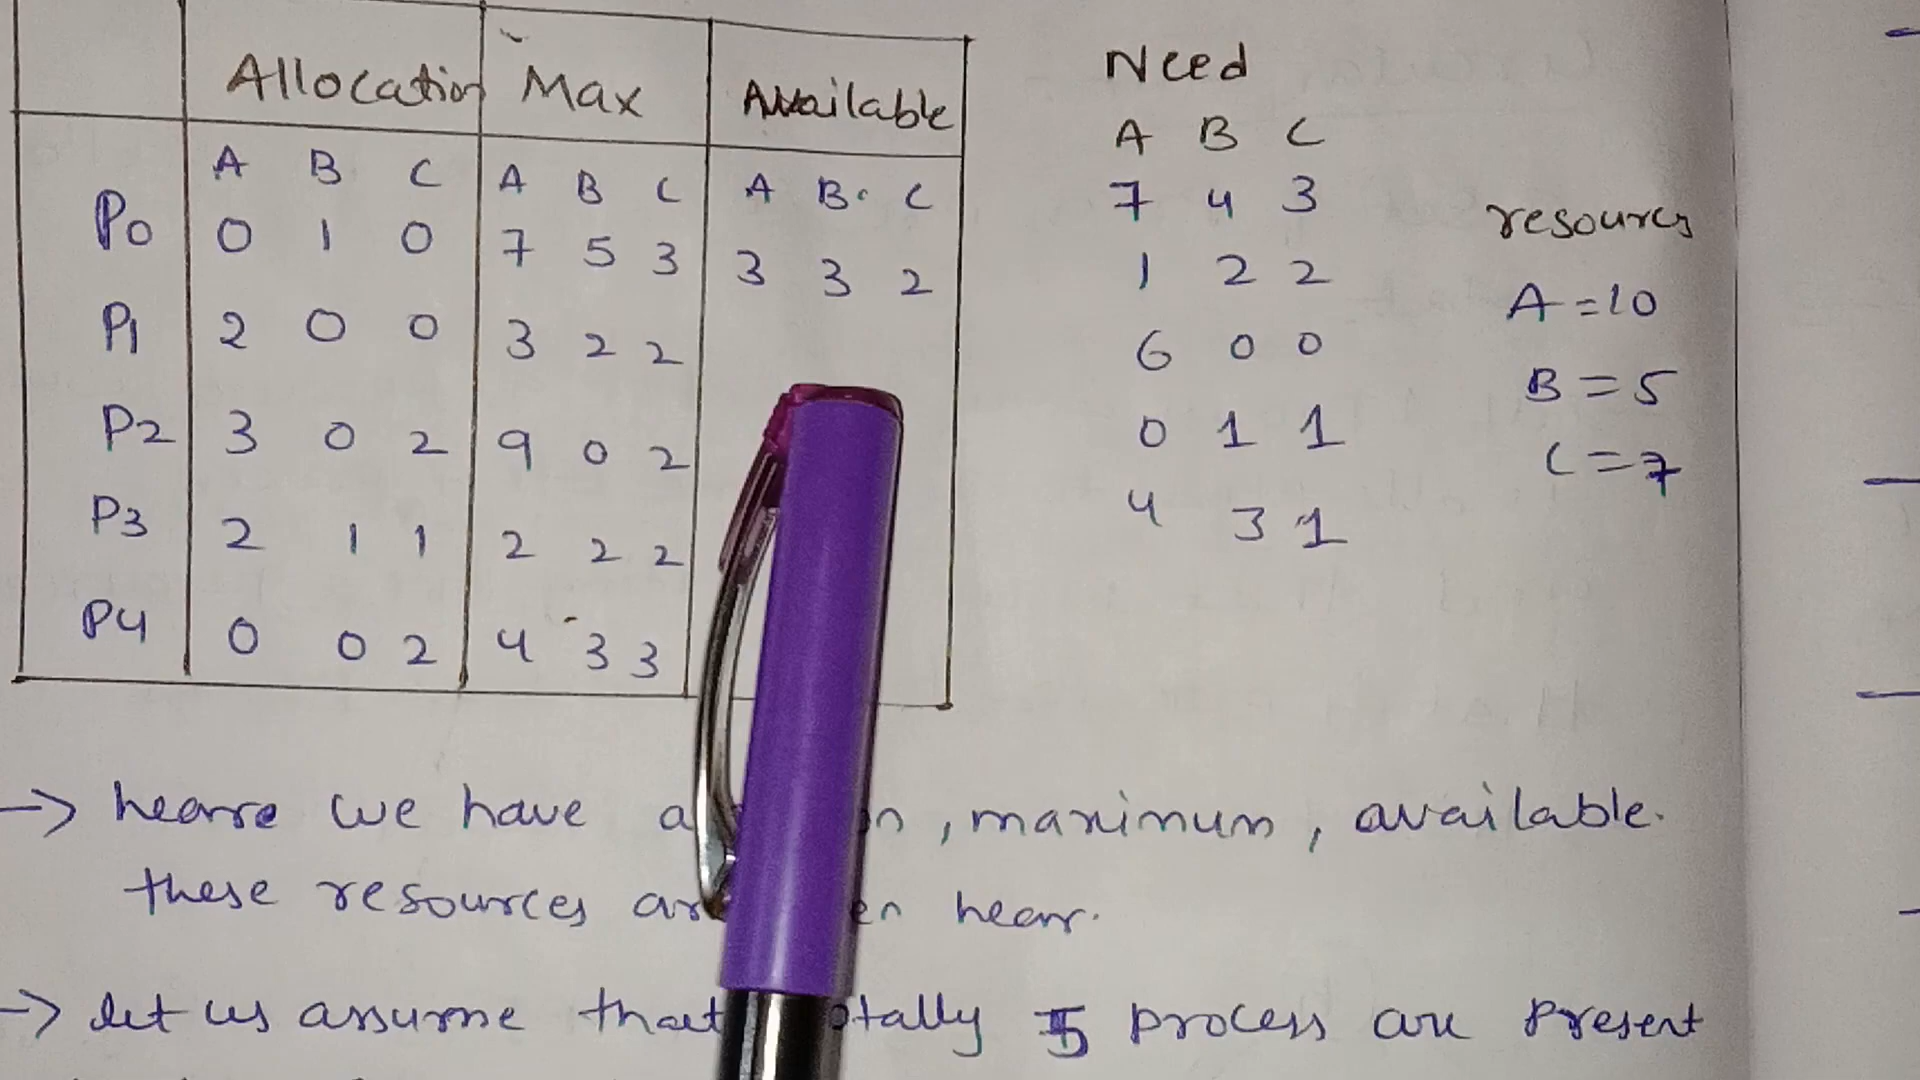 Allocation Max Available
A B C A B C A B C
P0 0 1 0 7 5 3 3 3 2
P1 2 0 0 3 2 2
P2 3 0 2 9 0 2
P3 2 1 1 2 2 2
P4 0 0 2 4 3 3
Need
A B C
7 4 3
1 2 2
6 0 0
0 1 1
4 3 1
resources
A = 10
B = 5
C = 7
→ hearre we have , maximum , available.
these resources hear.
→ let us assume that 5 process are present